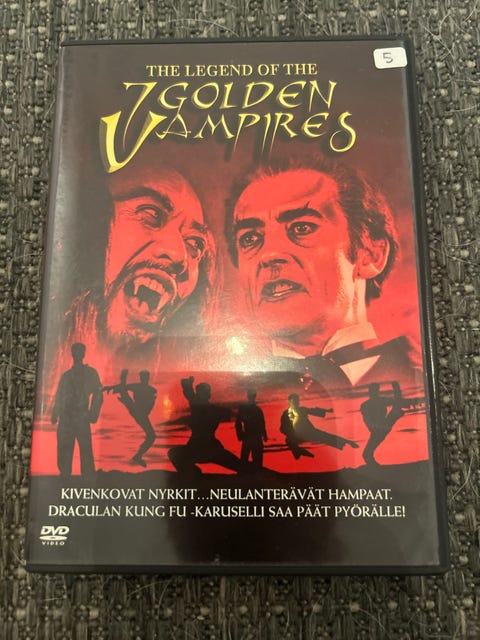 5
THE LEGEND OF THE
7 GOLDEN
VAMPIRES
KIVENKOVAT NYRKIT...NEULANTERÄVÄT HAMPAAT.
DRACULAN KUNG FU -KARUSELLI SAA PÄÄT PYÖRÄLLE!
DVD
VIDEO